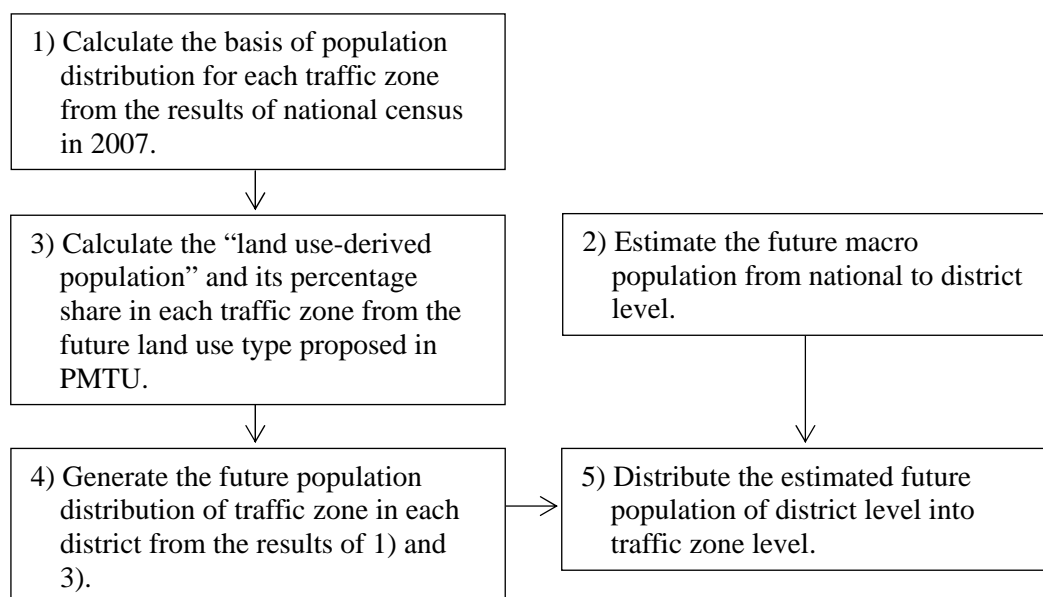 1) Calculate the basis of population
distribution for each traffic zone
from the results of national census
in 2007.
3) Calculate the “land use-derived
population” and its percentage
share in each traffic zone from the
future land use type proposed in
PMTU.
2) Estimate the future macro
population from national to district
level.
4) Generate the future population
distribution of traffic zone in each
district from the results of 1) and
3).
5) Distribute the estimated future
population of district level into
traffic zone level.